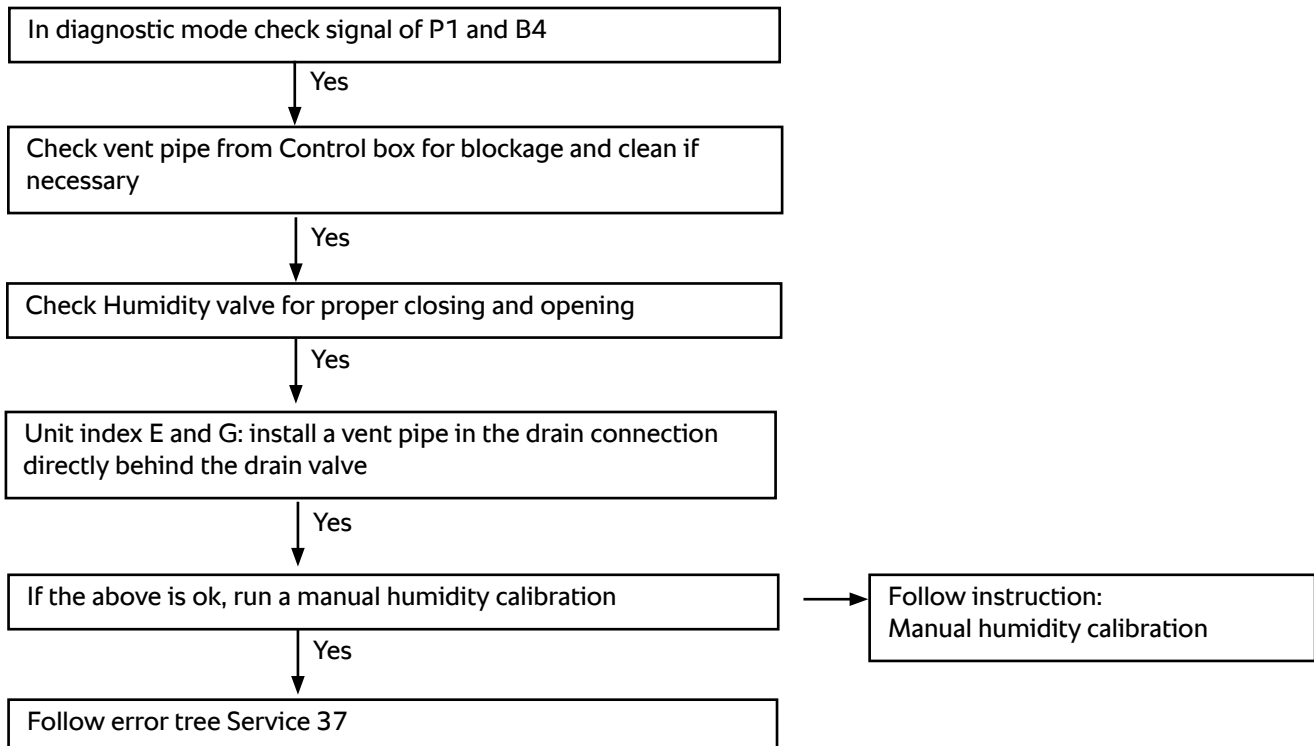 In diagnostic mode check signal of P1 and B4
Yes
Check vent pipe from Control box for blockage and clean if
necessary
Yes
Check Humidity valve for proper closing and opening
Yes
Unit index E and G: install a vent pipe in the drain connection
directly behind the drain valve
Yes
If the above is ok, run a manual humidity calibration
Follow instruction:
Manual humidity calibration
Yes
Follow error tree Service 37